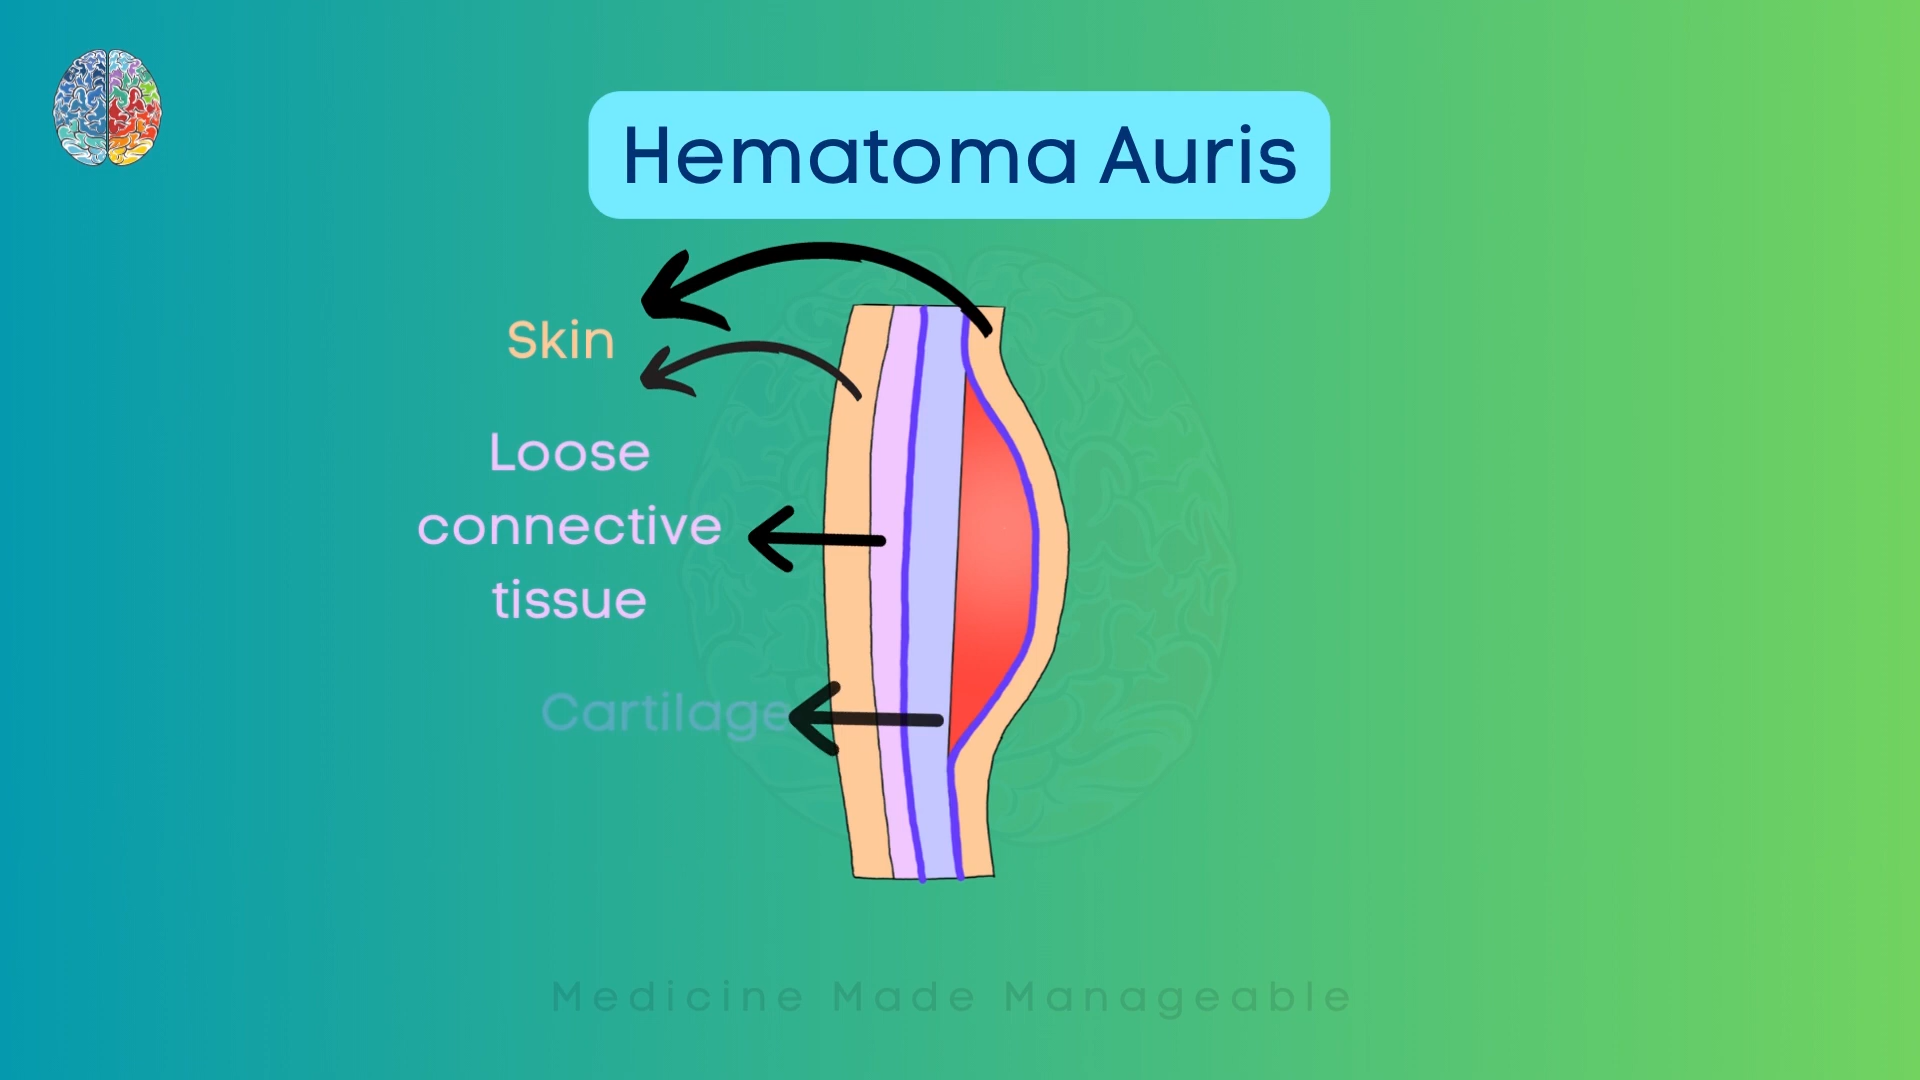 Hematoma Auris
Skin
Loose
connective
tissue
Cartilage
Medicine Made Manageable